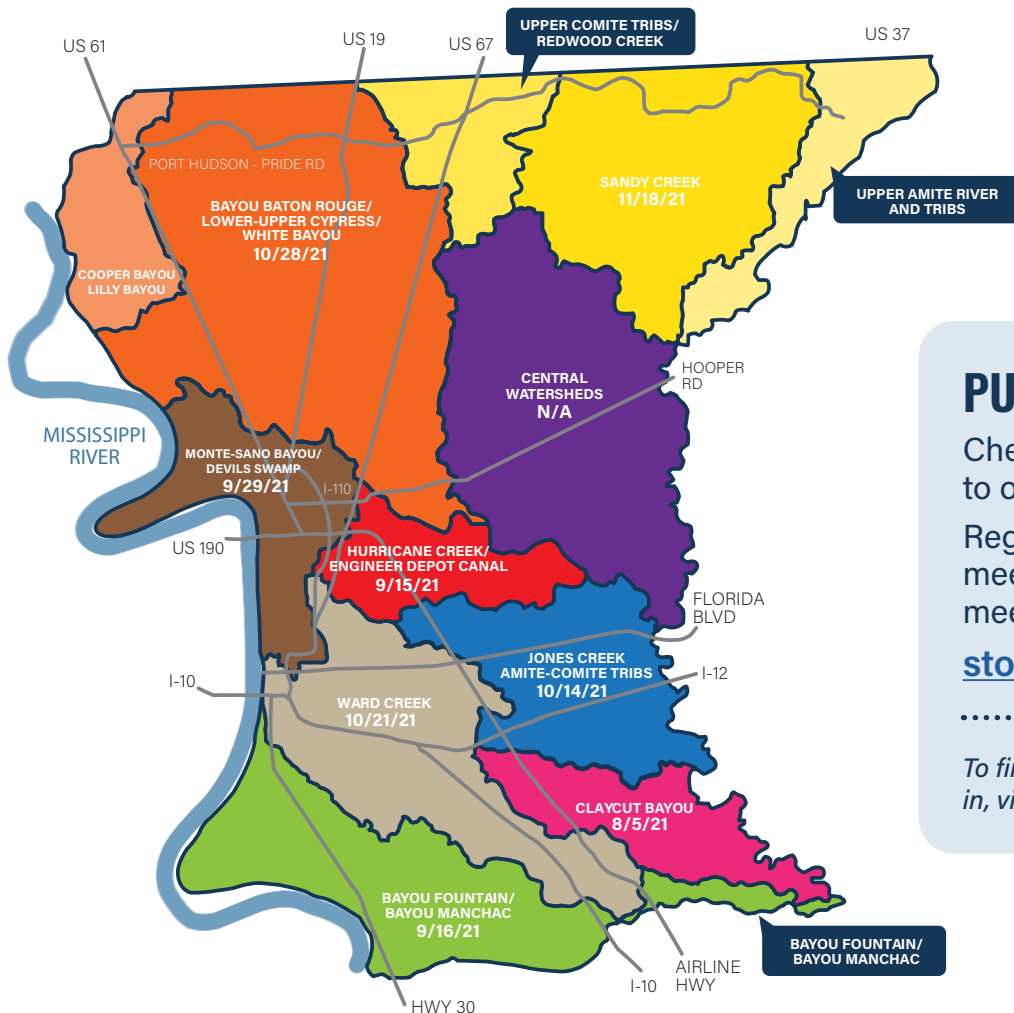 UPPER COMITE TRIBS/
REDWOOD CREEK
US 61
US 19
US 67
US 37
PORT HUDSON - PRIDE RD
SANDY CREEK
11/18/21
UPPER AMITE RIVER
AND TRIBS
BAYOU BATON ROUGE/
LOWER-UPPER CYPRESS/
WHITE BAYOU
10/28/21
COOPER BAYOU
LILLY BAYOU
HOOPER
RD
CENTRAL
WATERSHEDS
N/A
MISSISSIPPI
RIVER
MONTE-SANO BAYOU/
DEVILS SWAMP
9/29/21
I-110
US 190
HURRICANE CREEK/
ENGINEER DEPOT CANAL
9/15/21
FLORIDA
BLVD
JONES CREEK
AMITE-COMITE TRIBS
10/14/21
I-12
I-10
WARD CREEK
10/21/21
CLAYCUT BAYOU
8/5/21
BAYOU FOUNTAIN/
BAYOU MANCHAC
9/16/21
BAYOU FOUNTAIN/
BAYOU MANCHAC
AIRLINE
HWY
I-10
HWY 30
PU
Che
to o
Reg
mee
mee
sto
To fi
in, vi